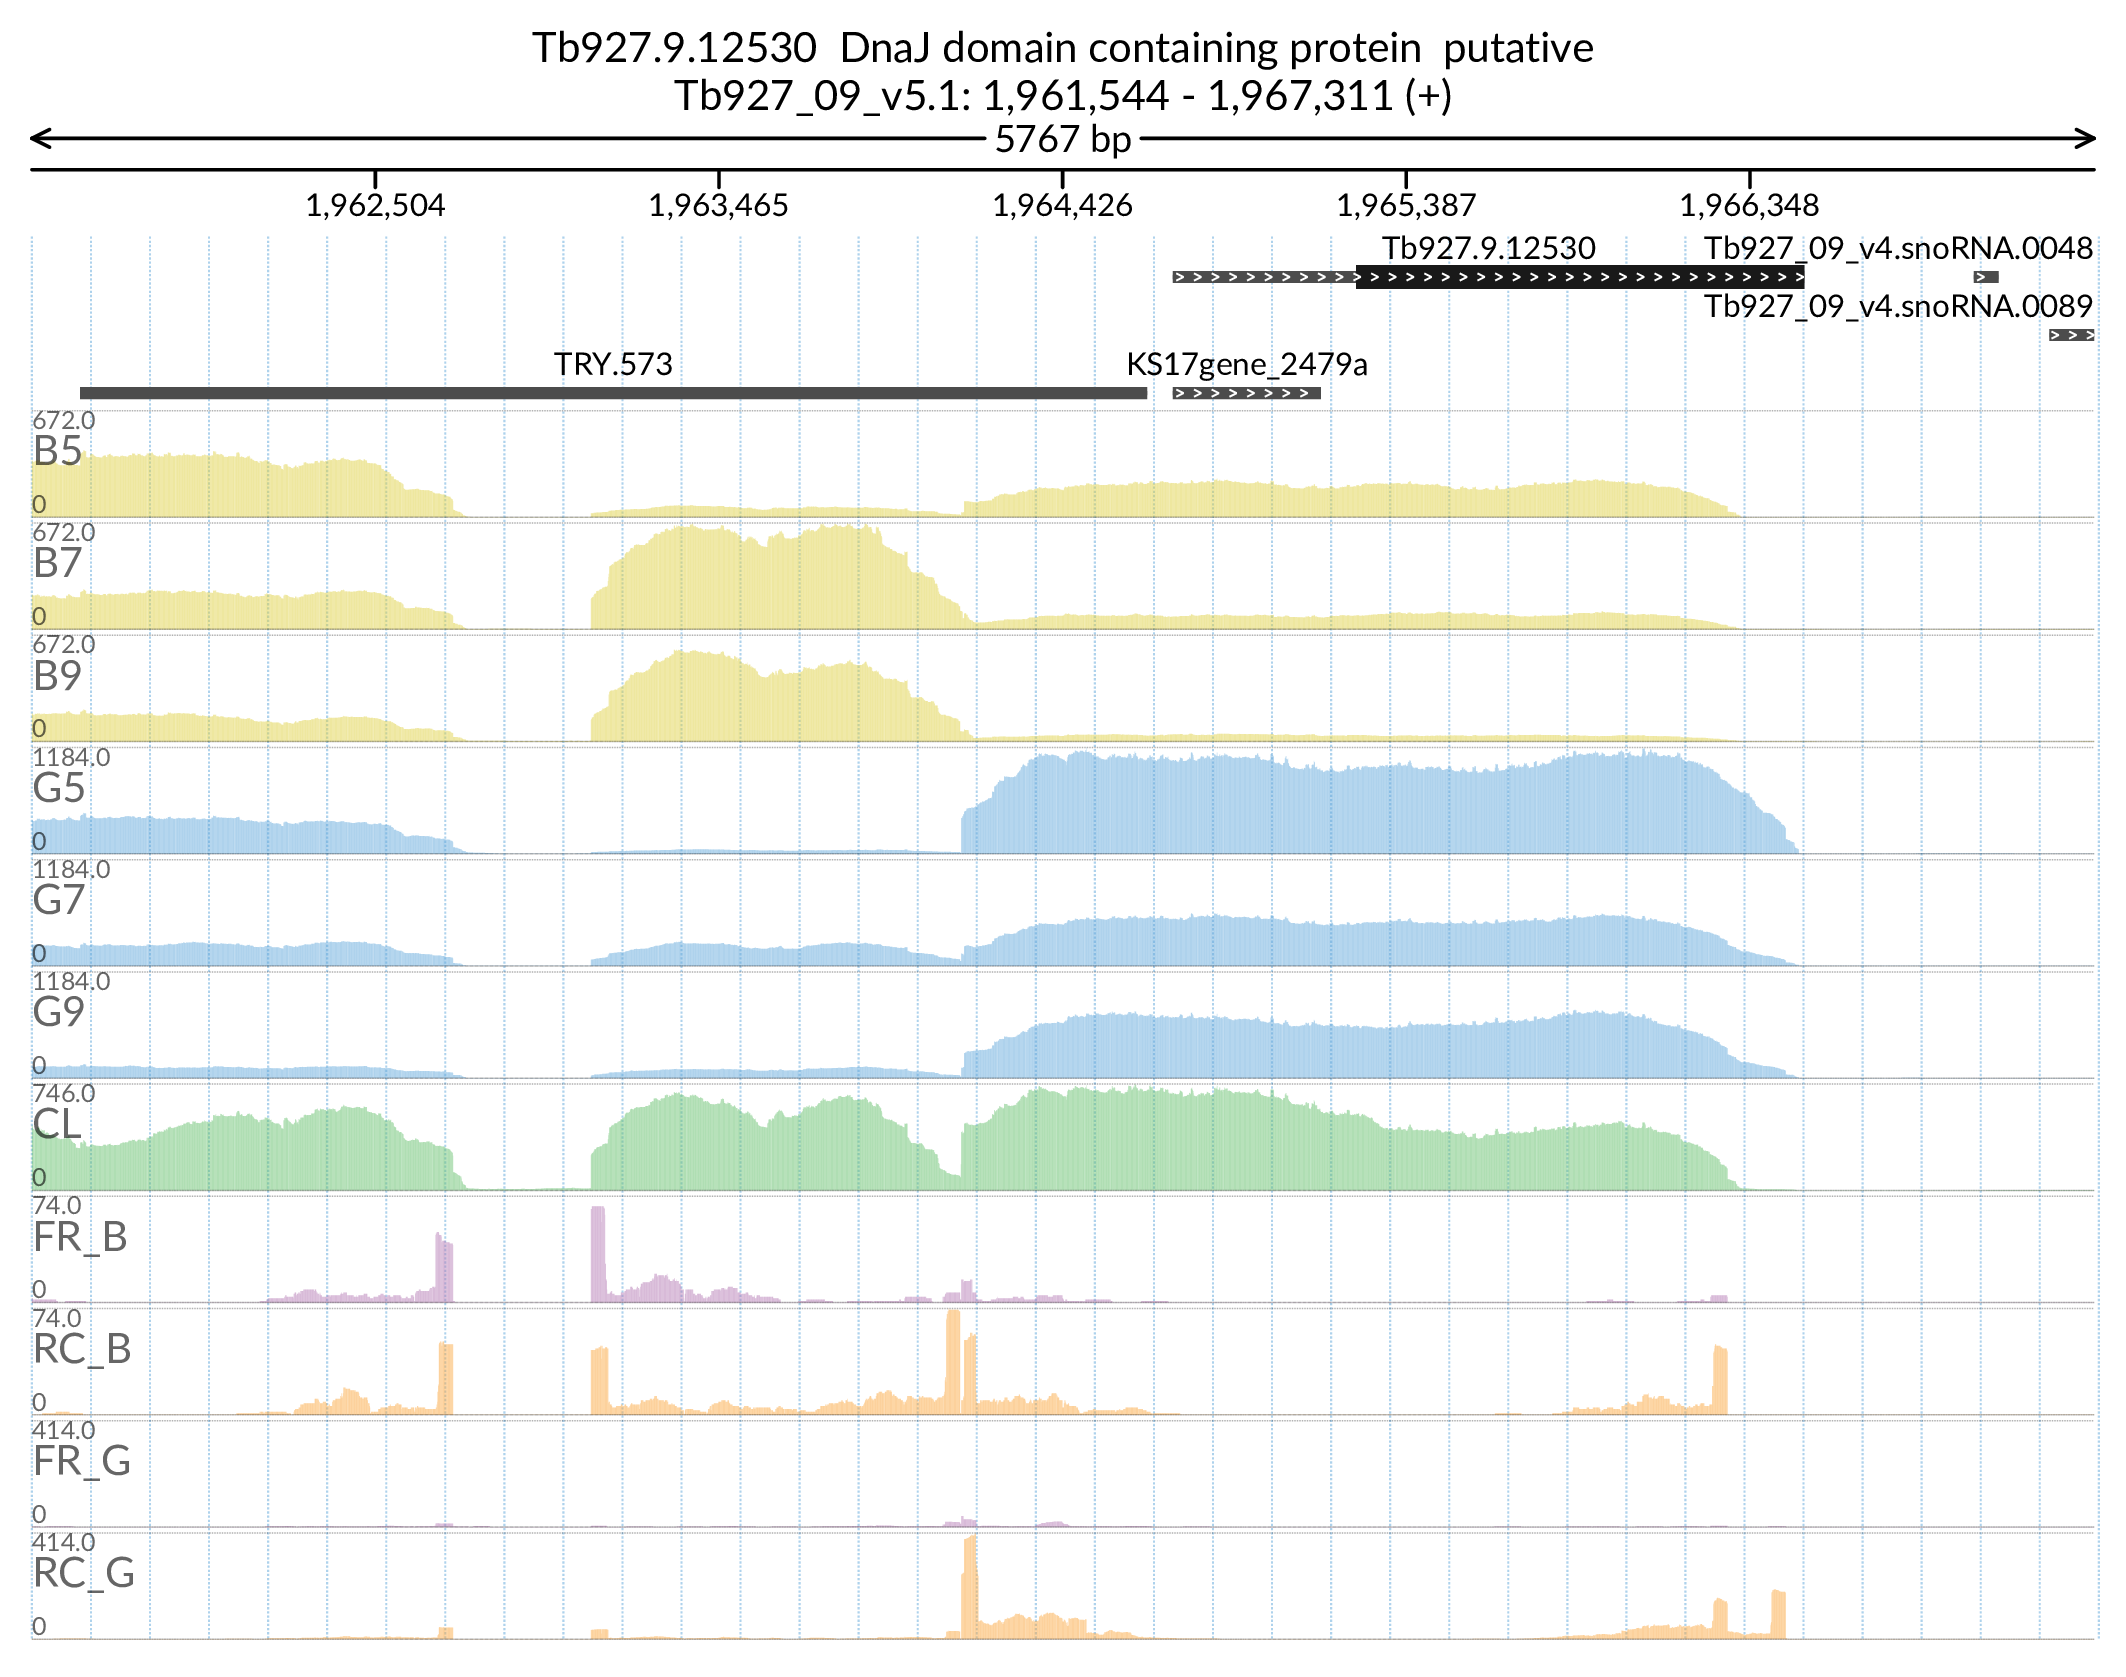 Tb927.9.12530  DnaJ domain containing protein  putative
Tb927_09_v5.1: 1,961,544 - 1,967,311 (+)
5767 bp
1,962,504 1,963,465 1,964,426 1,965,387 1,966,348
Tb927.9.12530 Tb927_09_v4.snoRNA.0048
Tb927_09_v4.snoRNA.0089
TRY.573 KS17gene_2479a
672.0
B5
0
672.0
B7
0
672.0
B9
0
1184.0
G5
0
1184.0
G7
0
1184.0
G9
0
746.0
CL
0
74.0
FR_B
0
74.0
RC_B
0
414.0
FR_G
0
414.0
RC_G
0